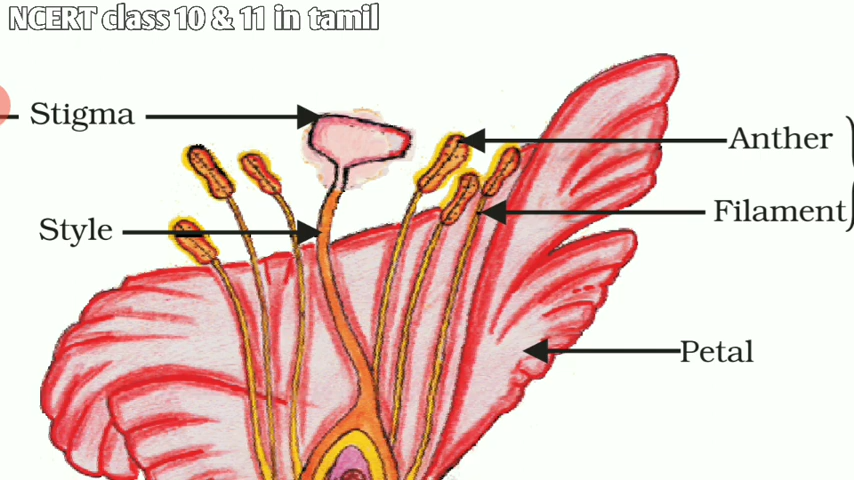 NCERT class 10 & 11 in tamil
Stigma
Anther
Filament
Style
Petal